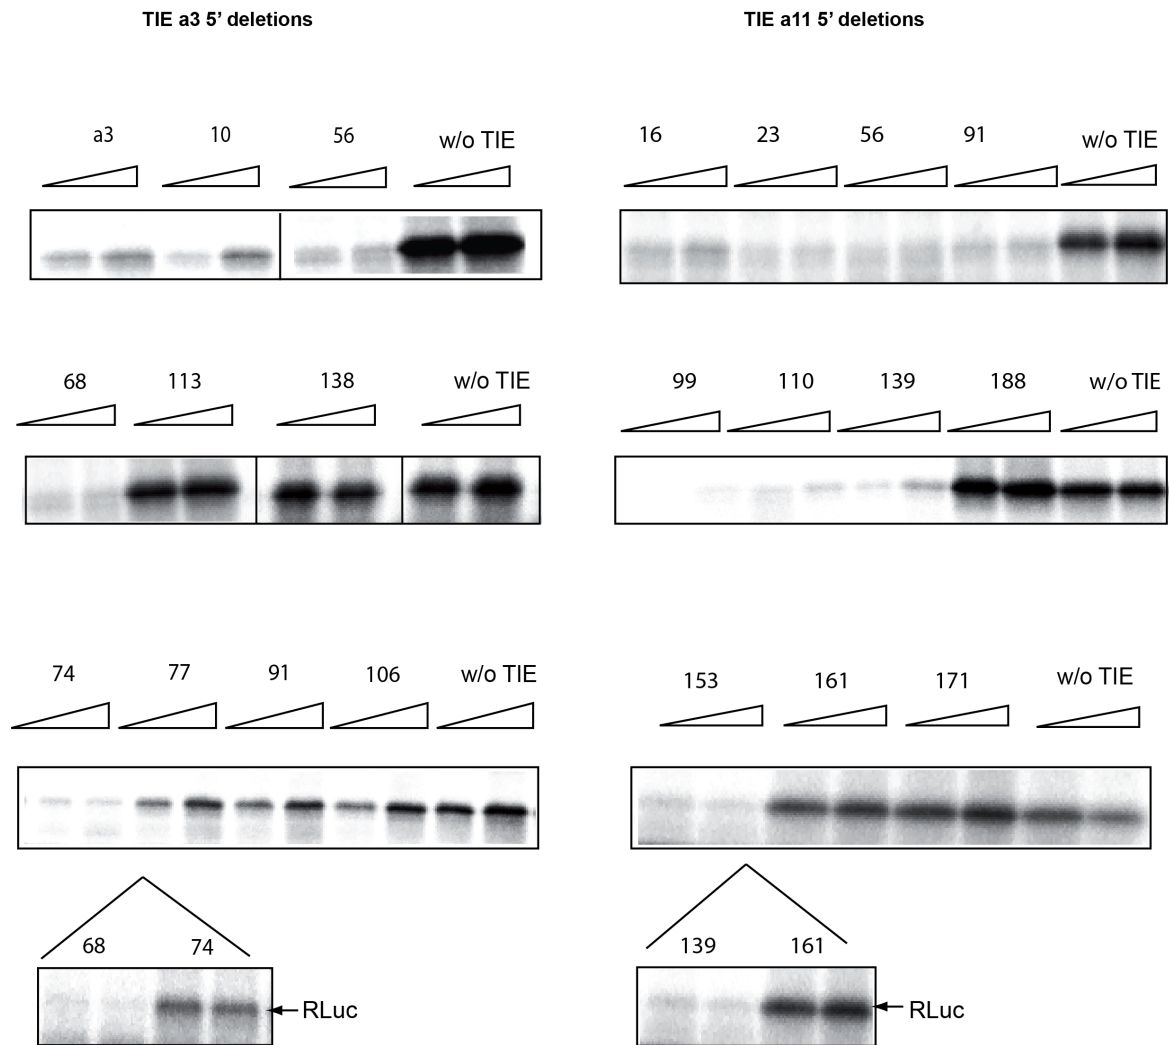 TIE a3 5’ deletions
TIE a11 5’ deletions
a3 10 56 w/o TIE
16 23 56 91 w/o TIE
68 113 138 w/o TIE
99 110 139 188 w/o TIE
74 77 91 106 w/o TIE
153 161 171 w/o TIE
68 74
RLuc
139 161
RLuc